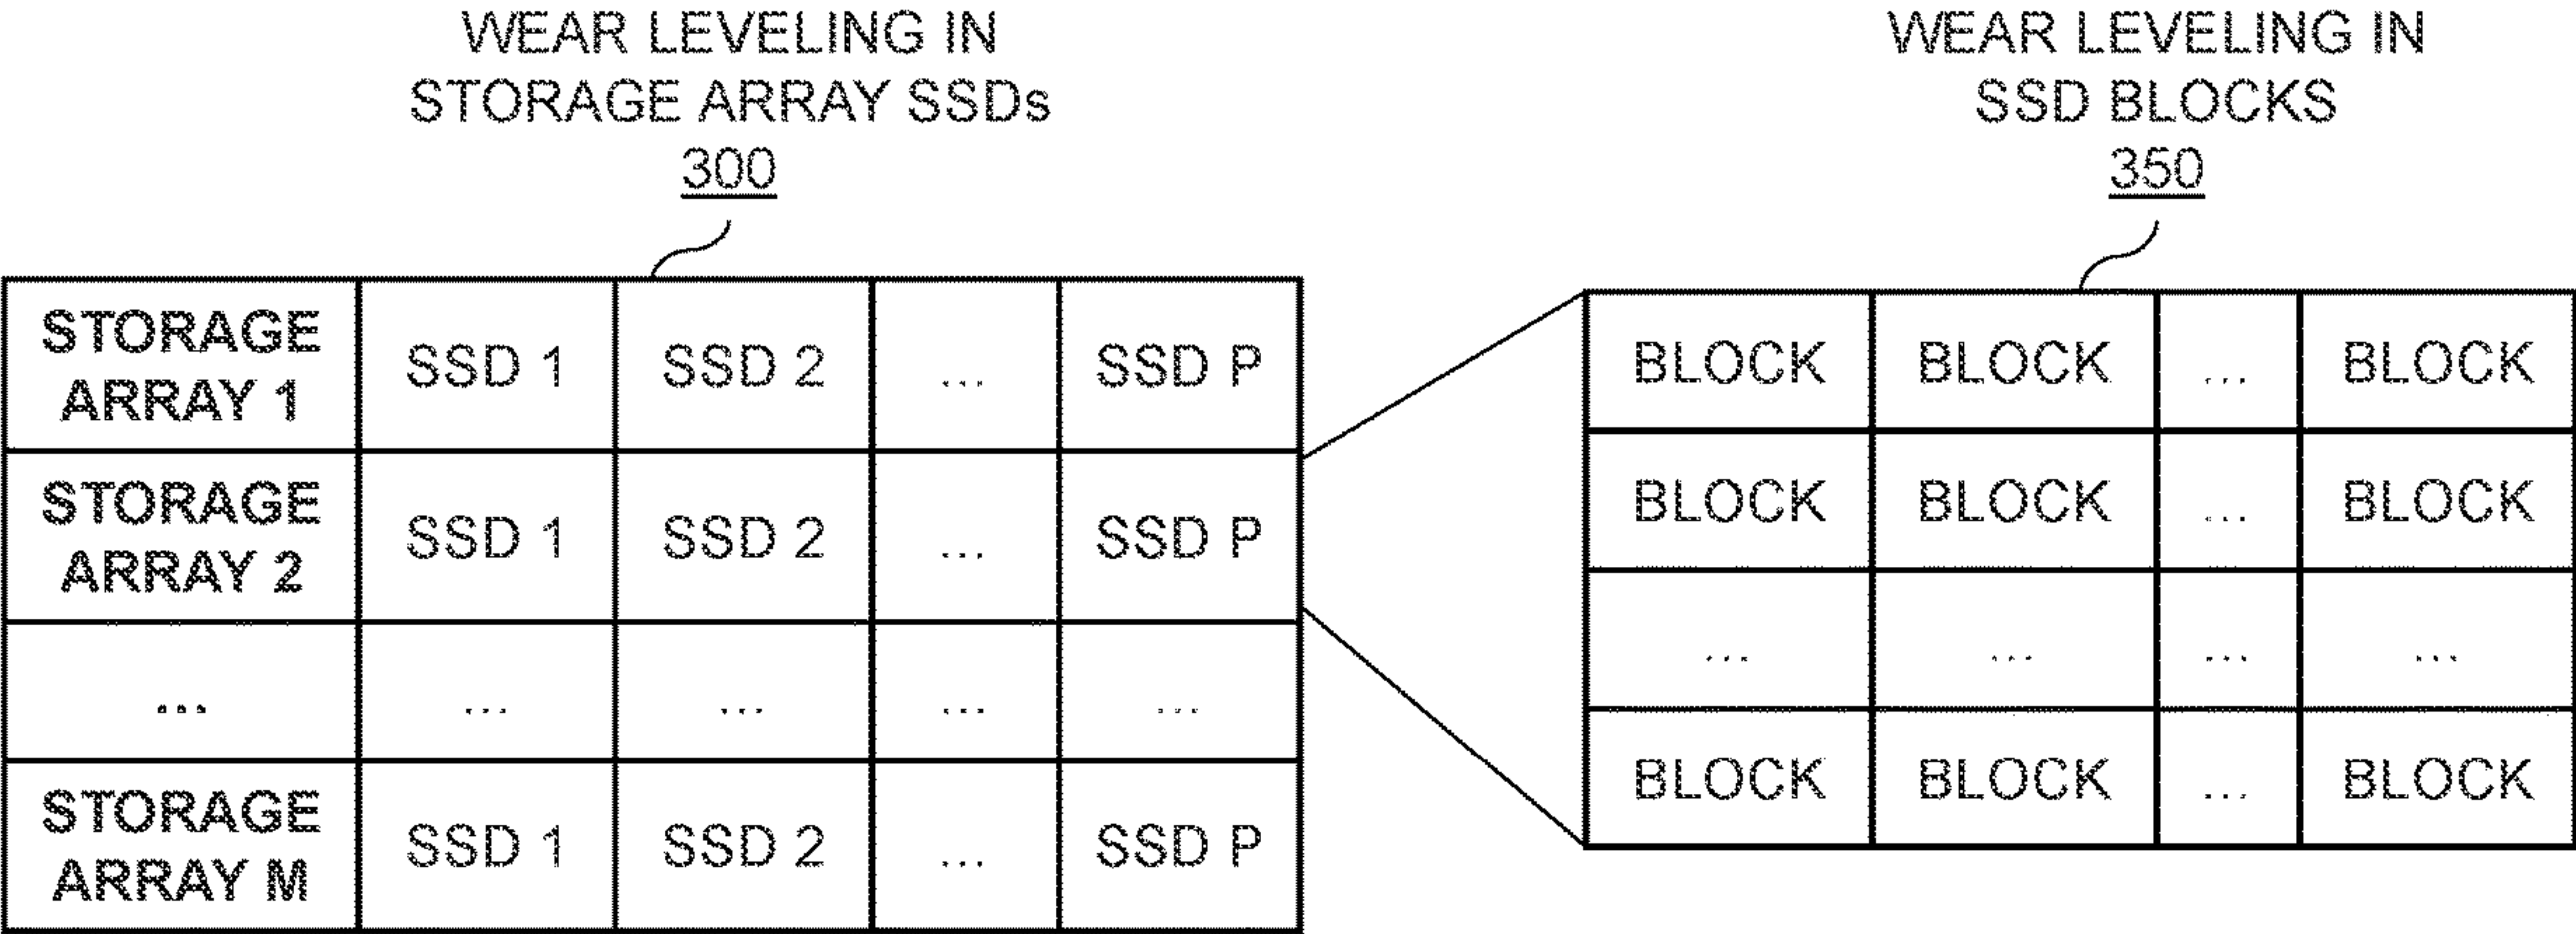 WEAR LEVELING IN
STORAGE ARRAY SSDs
300
WEAR LEVELING IN
SSD BLOCKS
350
STORAGE
ARRAY 1
SSD 1
SSD 2
...
SSD P
STORAGE
ARRAY 2
SSD 1
SSD 2
...
SSD P
...
...
...
...
...
STORAGE
ARRAY M
SSD 1
SSD 2
...
SSD P
BLOCK
BLOCK
...
BLOCK
BLOCK
BLOCK
...
BLOCK
...
...
...
...
BLOCK
BLOCK
...
BLOCK